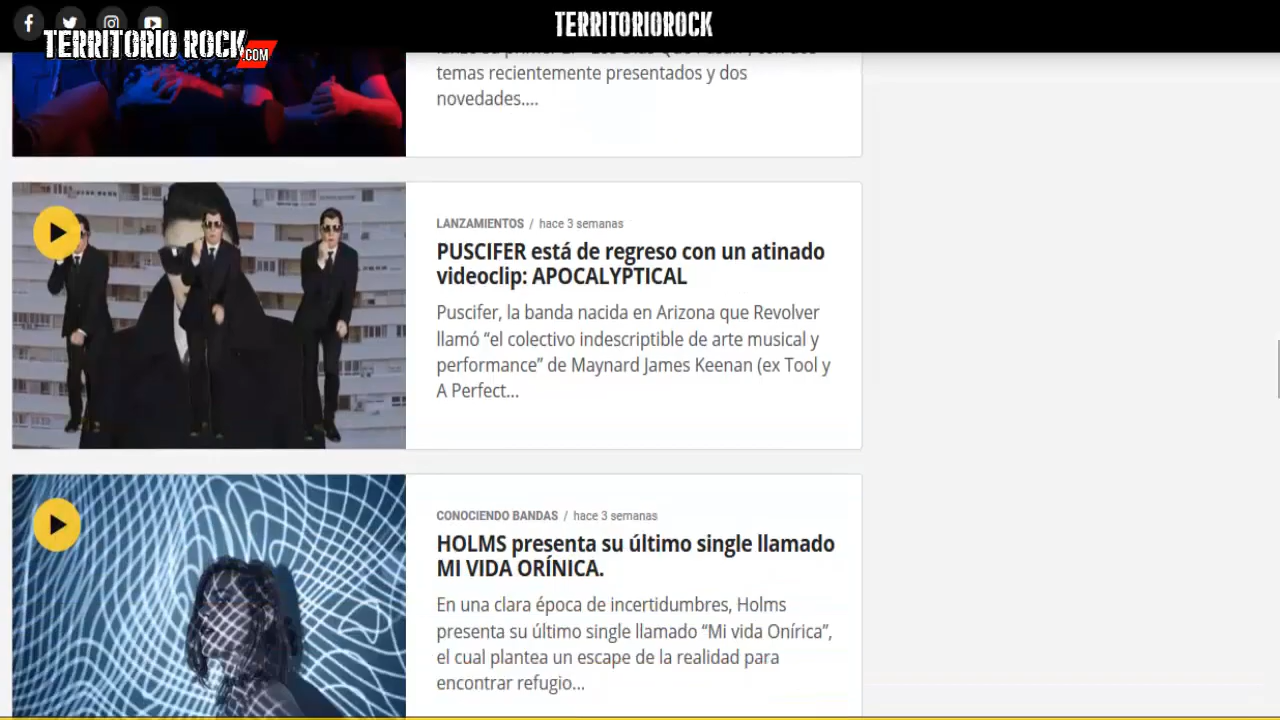 TERRITORIOROCK
TERRITORIO ROCK
.COM
temas recientemente presentados y dos
novedades....
LANZAMIENTOS / hace 3 semanas
PUSCIFER está de regreso con un atinado
videoclip: APOCALYPTICAL
Puscifer, la banda nacida en Arizona que Revolver
llamó “el colectivo indescriptible de arte musical y
performance” de Maynard James Keenan (ex Tool y
A Perfect...
CONOCIENDO BANDAS / hace 3 semanas
HOLMS presenta su último single llamado
MI VIDA ORÍNICA.
En una clara época de incertidumbres, Holms
presenta su último single llamado “Mi vida Onírica”,
el cual plantea un escape de la realidad para
encontrar refugio...